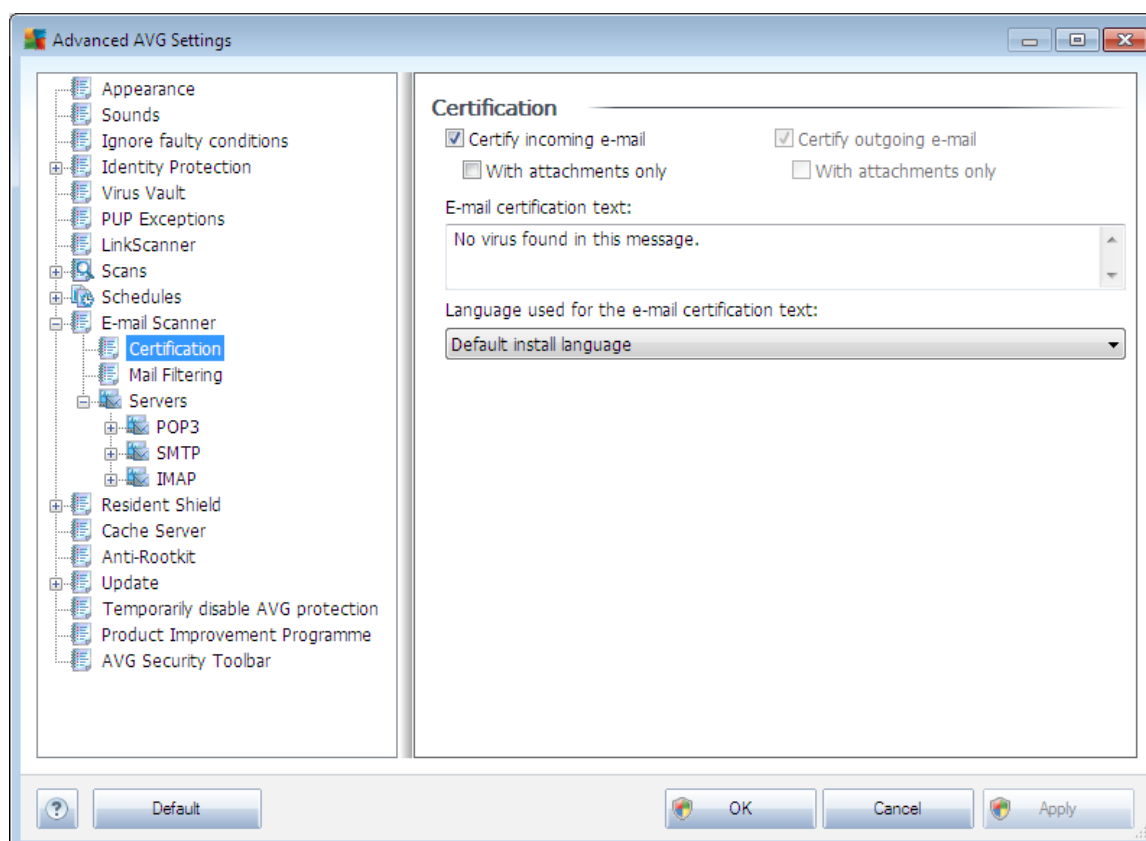 Advanced AVG Settings
Appearance
Sounds
Ignore faulty conditions
Identity Protection
Virus Vault
PUP Exceptions
LinkScanner
Scans
Schedules
E-mail Scanner
Certification
Mail Filtering
Servers
POP3
SMTP
IMAP
Resident Shield
Cache Server
Anti-Rootkit
Update
Temporarily disable AVG protection
Product Improvement Programme
AVG Security Toolbar
Certification
Certify incoming e-mail Certify outgoing e-mail
With attachments only With attachments only
E-mail certification text:
No virus found in this message.
Language used for the e-mail certification text:
Default install language
? Default OK Cancel Apply